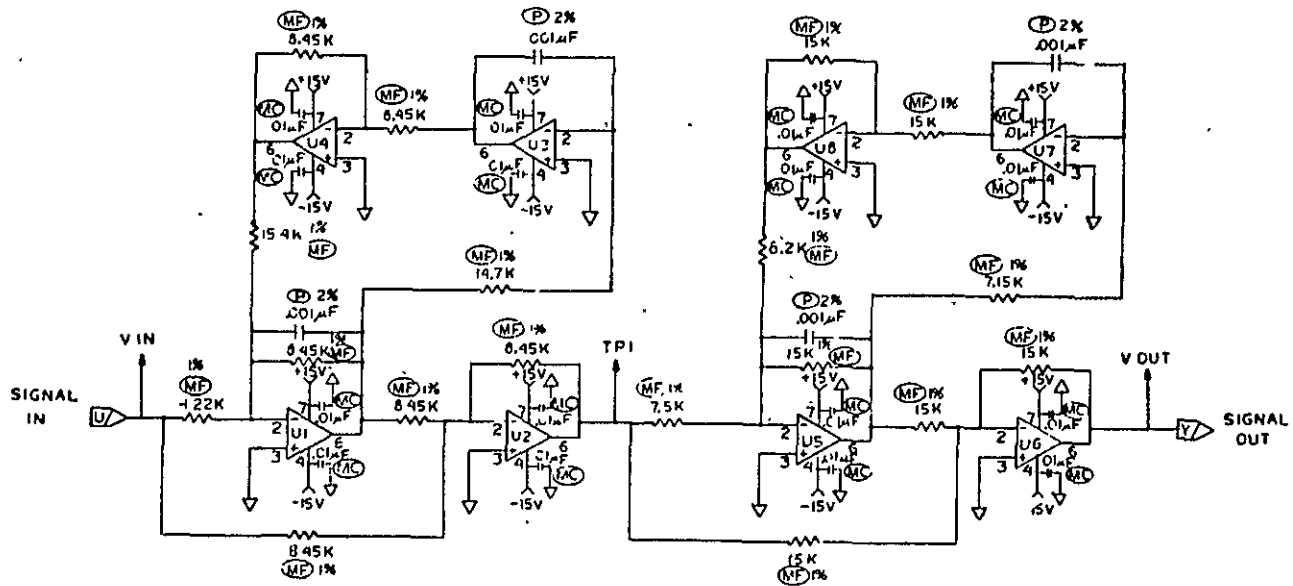 MF 1%
8.45K
P 2%
.001µF
MF 1%
15K
P 2%
.001µF
+15V
MF 1%
8.45K
+15V
+15V
MF 1%
15K
+15V
MC
.01µF
7
2
U4
6
3
4
MC
-15V
MC
.01µF
7
2
U3
6
3
4
MC
-15V
MC
.01µF
7
2
U8
6
3
4
.01µF
MC
-15V
MC
.01µF
7
2
U7
6
3
4
.01µF
MC
-15V
15.4K
1%
MF
MF 1%
14.7K
8.2K
1%
MF
MF 1%
7.15K
P 2%
.001µF
1%
MF
8.45K
MF 1%
8.45K
P 2%
.001µF
1%
15K
MF
MF 1%
15K
V IN
TP1
V OUT
SIGNAL
IN
U
1%
MF
+15V
MC
.01µF
7
2
U1
6
3
4
MC
-15V
MF 1%
8.45K
+15V
.01µF
7
2
U2
6
3
4
MC
-15V
MF 1%
7.5K
+15V
MC
7
2
U5
6
3
4
MC
-15V
MF 1%
15K
MC
.01µF
7
2
U6
6
3
4
.01µF
MC
15V
Y
SIGNAL
OUT
8.45K
MF 1%
15K
MF 1%